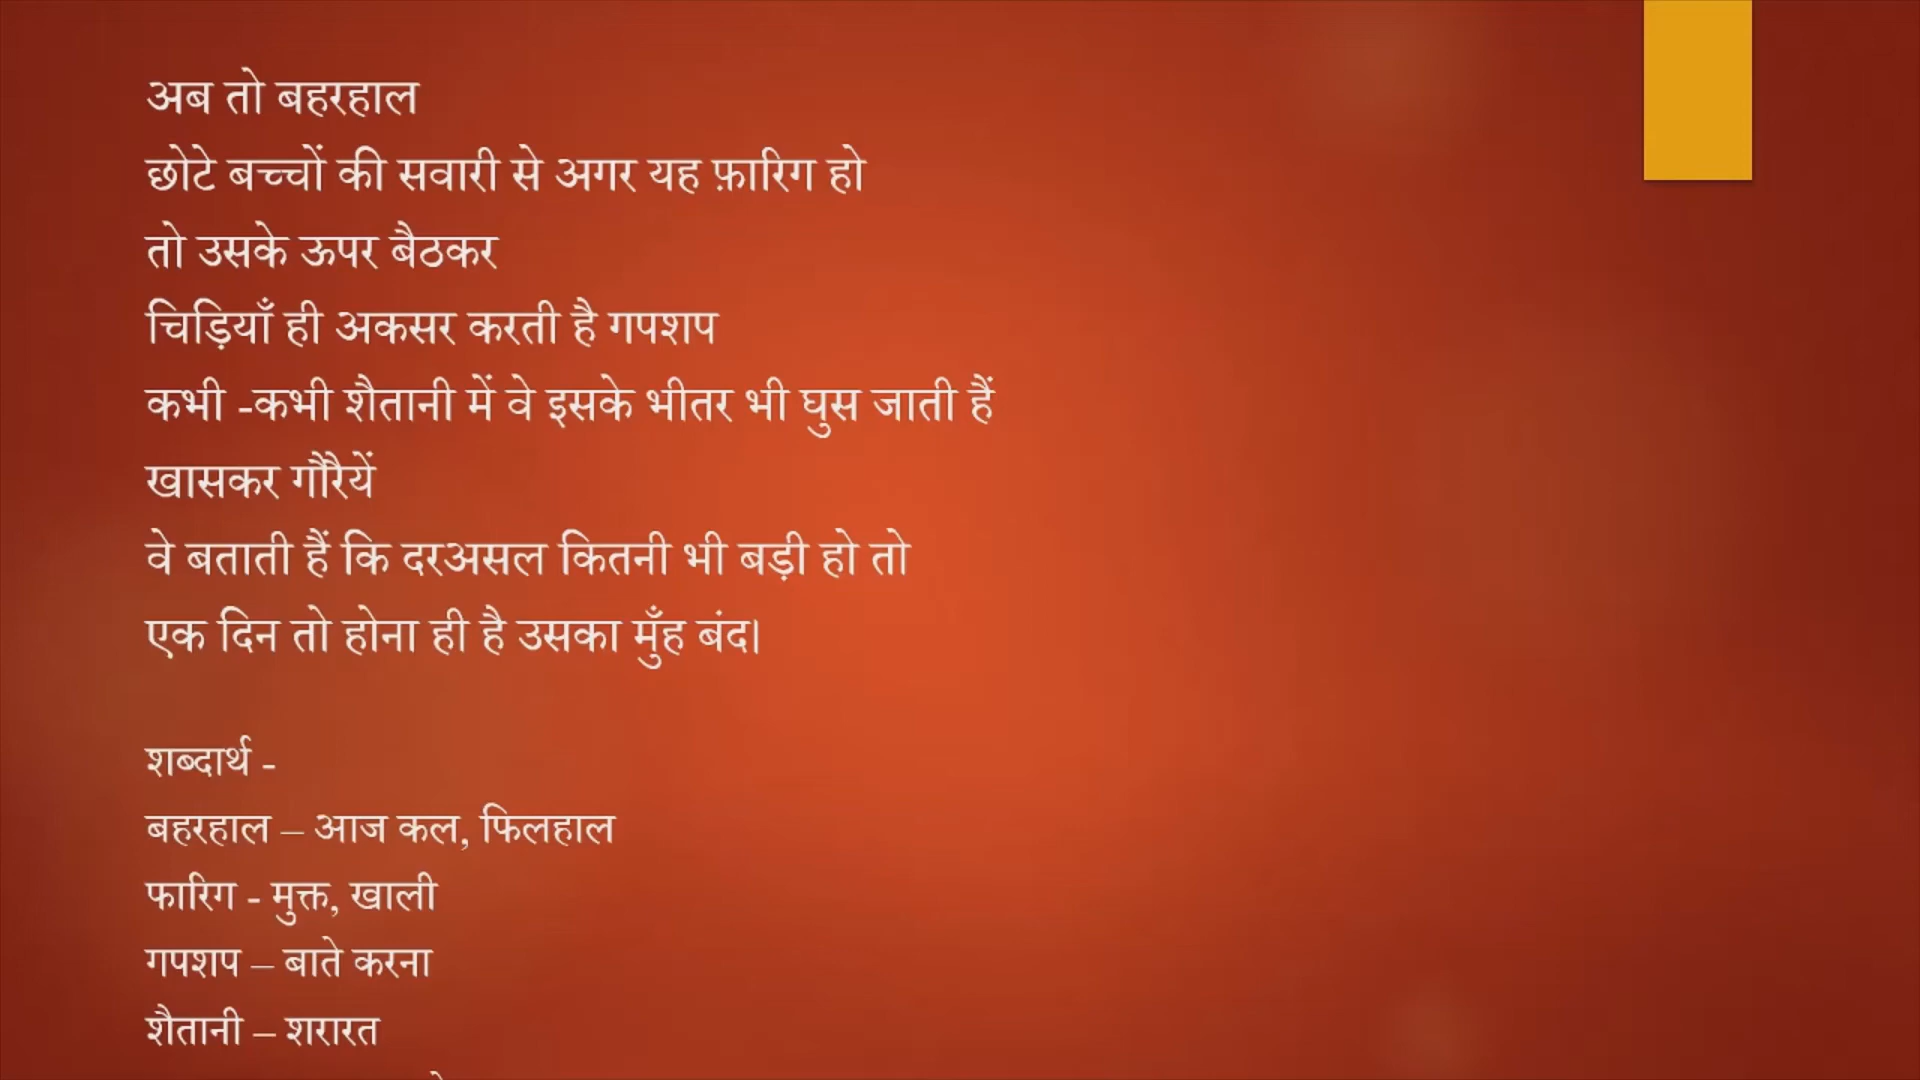 अब तो बहरहाल
छोटे बच्चों की सवारी से अगर यह फ़ारिग हो
तो उसके ऊपर बैठकर
चिड़ियाँ ही अकसर करती है गपशप
कभी -कभी शैतानी में वे इसके भीतर भी घुस जाती हैं
खासकर गौरैयें
वे बताती हैं कि दरअसल कितनी भी बड़ी हो तो
एक दिन तो होना ही है उसका मुँह बंद।
शब्दार्थ -
बहरहाल – आज कल, फिलहाल
फारिग - मुक्त, खाली
गपशप – बाते करना
शैतानी – शरारत